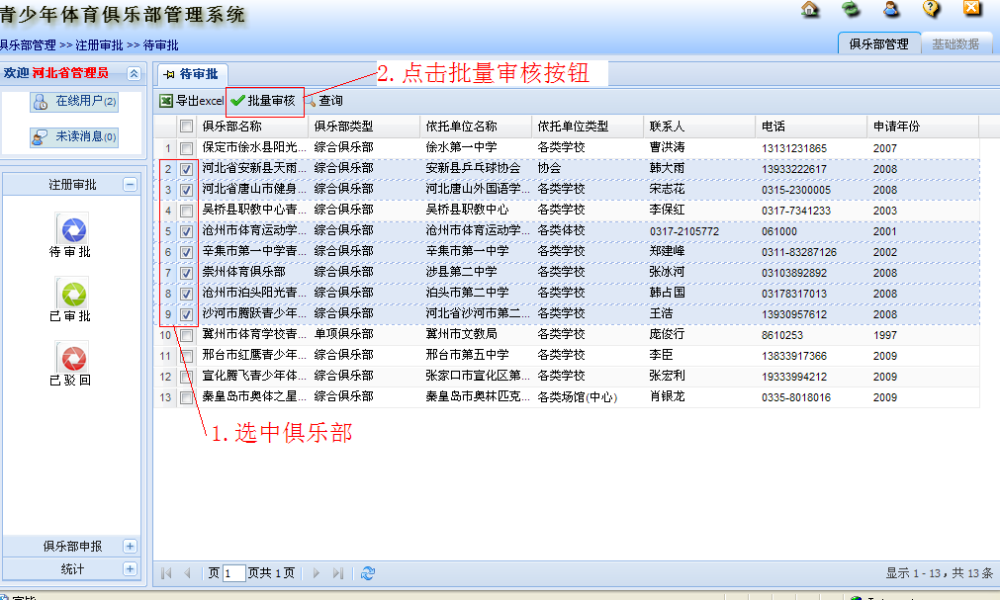 青少年体育俱乐部管理系统
俱乐部管理 >> 注册审批 >> 待审批
俱乐部管理 基础数据
欢迎 河北省管理员
在线用户(2)
未读消息(0)
注册审批
待审批
已审批
已驳回
俱乐部申报
统计
待审批
2.点击批量审核按钮
导出excel 批量审核 查询
俱乐部名称 俱乐部类型 依托单位名称 依托单位类型 联系人 电话 申请年份
1 保定市徐水县阳光... 综合俱乐部 徐水第一中学 各类学校 曹洪涛 13131231865 2007
2 河北省安新县天雨... 综合俱乐部 安新县乒乓球协会 协会 韩大雨 13933222617 2008
3 河北省唐山市健身... 综合俱乐部 河北唐山外国语学... 各类学校 宋志花 0315-2300005 2008
4 吴桥县职教中心青... 综合俱乐部 吴桥县职教中心 各类学校 李保红 0317-7341233 2003
5 沧州市体育运动学... 综合俱乐部 沧州市体育运动学... 各类体校 0317-2105772 061000 2001
6 辛集市第一中学青... 综合俱乐部 辛集市第一中学 各类学校 郑建峰 0311-83287126 2002
7 崇州体育俱乐部 综合俱乐部 涉县第二中学 各类学校 张冰河 03103892892 2008
8 沧州市泊头阳光青... 综合俱乐部 泊头市第二中学 各类学校 韩占国 03178317013 2008
9 沙河市腾跃青少年... 综合俱乐部 河北省沙河市第二... 各类学校 王浩 13930957612 2008
10 冀州市体育学校青... 单项俱乐部 冀州市文教局 各类学校 庞俊行 8610253 1997
11 邢台市红鹰青少年... 综合俱乐部 邢台市第五中学 各类学校 李臣 13833917366 2009
12 宣化腾飞青少年体... 综合俱乐部 张家口市宣化区第... 各类学校 张宏利 19333994212 2009
13 秦皇岛市奥体之星... 综合俱乐部 秦皇岛市奥林匹克... 各类场馆(中心) 肖银龙 0335-8018016 2009
1.选中俱乐部
页 1 页共 1 页
显示 1 - 13，共 13 条